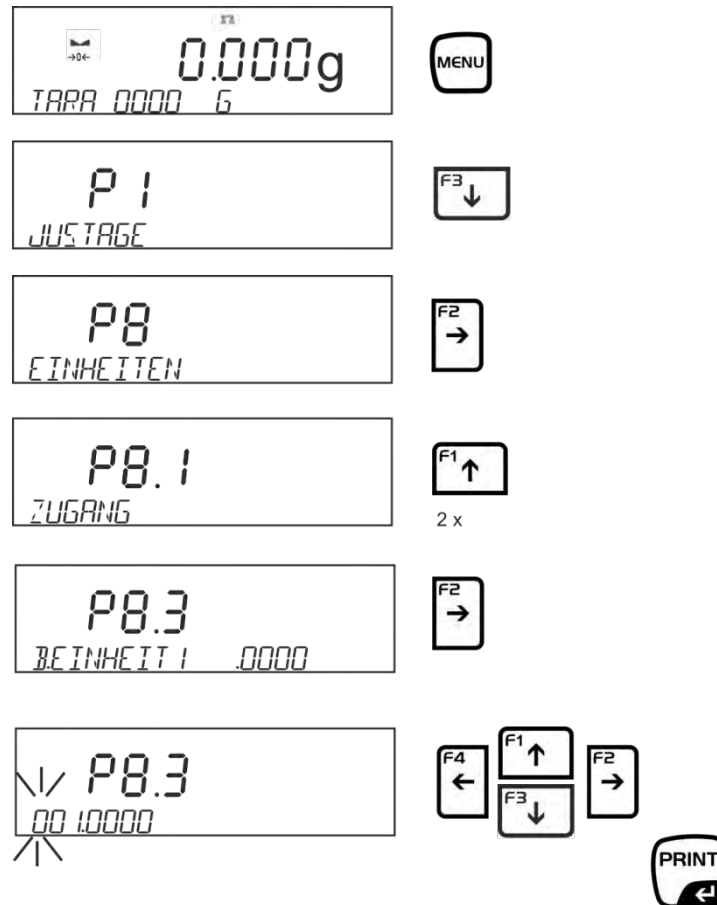 0.000g
→0←
TARA 0000 G
MENU
P1
JUSTAGE
F3 ↓
P8
EINHEITEN
F2 →
P8.1
ZUGANG
F1 ↑
2 x
P8.3
B.EINHEIT1 .0000
F2 →
P8.3
001.0000
F4 ←
F1 ↑
F3 ↓
F2 →
PRINT